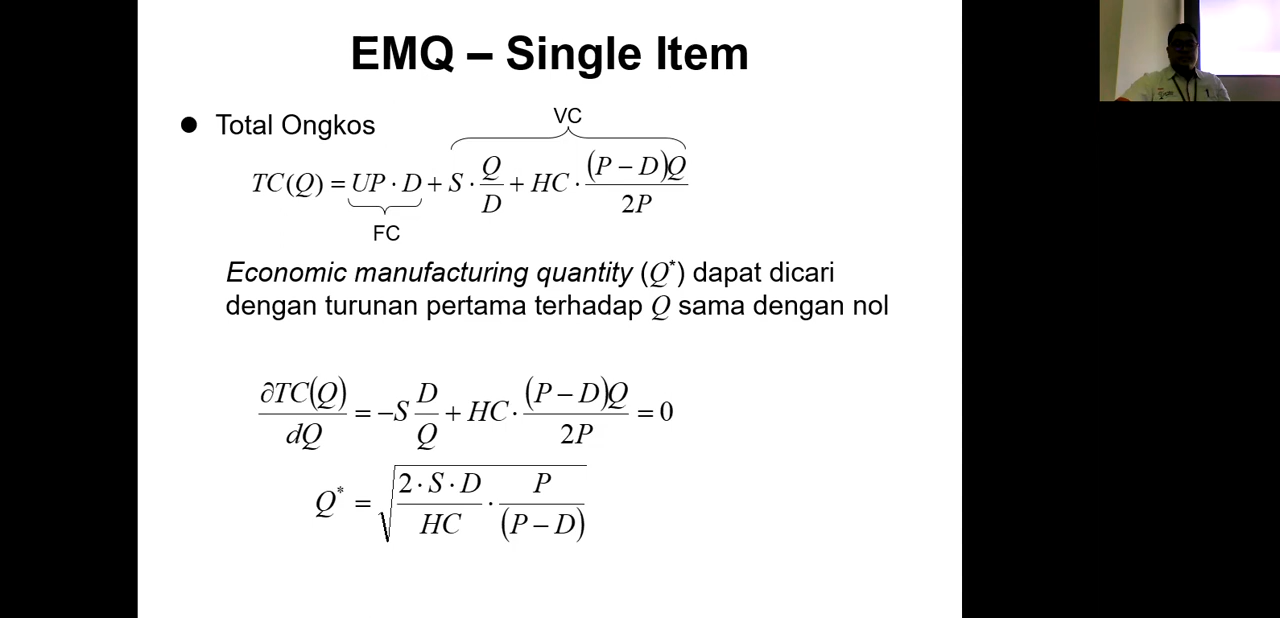 EMQ – Single Item
● Total Ongkos
VC
TC(Q) = UP · D + S · Q/D + HC · (P − D)Q/2P
FC
Economic manufacturing quantity (Q*) dapat dicari
dengan turunan pertama terhadap Q sama dengan nol
∂TC(Q)/dQ = −S D/Q + HC · (P − D)Q/2P = 0
Q* = √(2 · S · D/HC · P/(P − D))